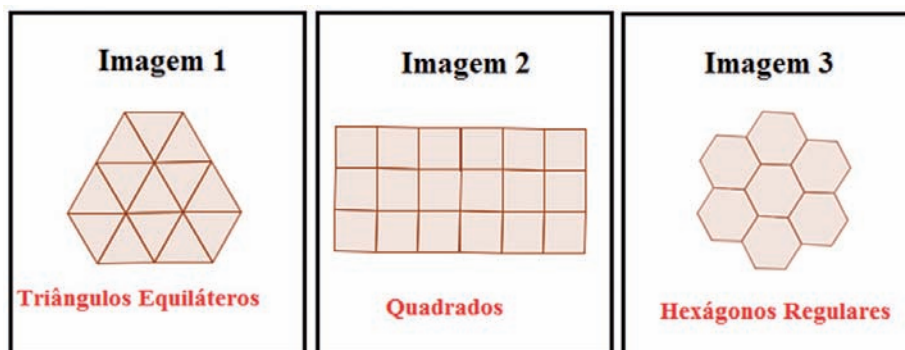 Imagem 1
Triângulos Equiláteros
Imagem 2
Quadrados
Imagem 3
Hexágonos Regulares